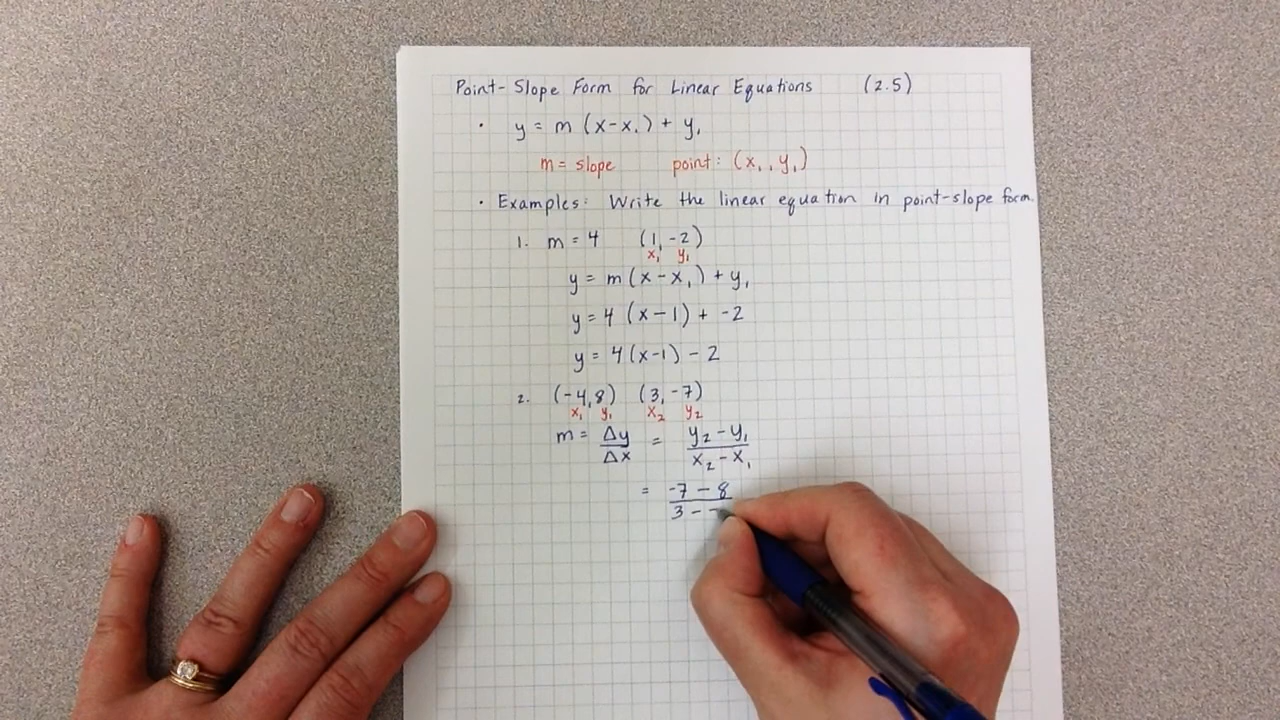 Point-Slope Form for Linear Equations (2.5)
• y = m (x-x₁) + y₁
m = slope point: (x₁, y₁)
• Examples: Write the linear equation in point-slope form.
1. m = 4 (1, -2)
x₁ y₁
y = m (x - x₁) + y₁
y = 4 (x - 1) + -2
y = 4(x-1) - 2
2. (-4, 8) (3, -7)
x₁ y₁ x₂ y₂
m = Δy/Δx = y₂ - y₁/x₂ - x₁
= -7 - 8/3 - -